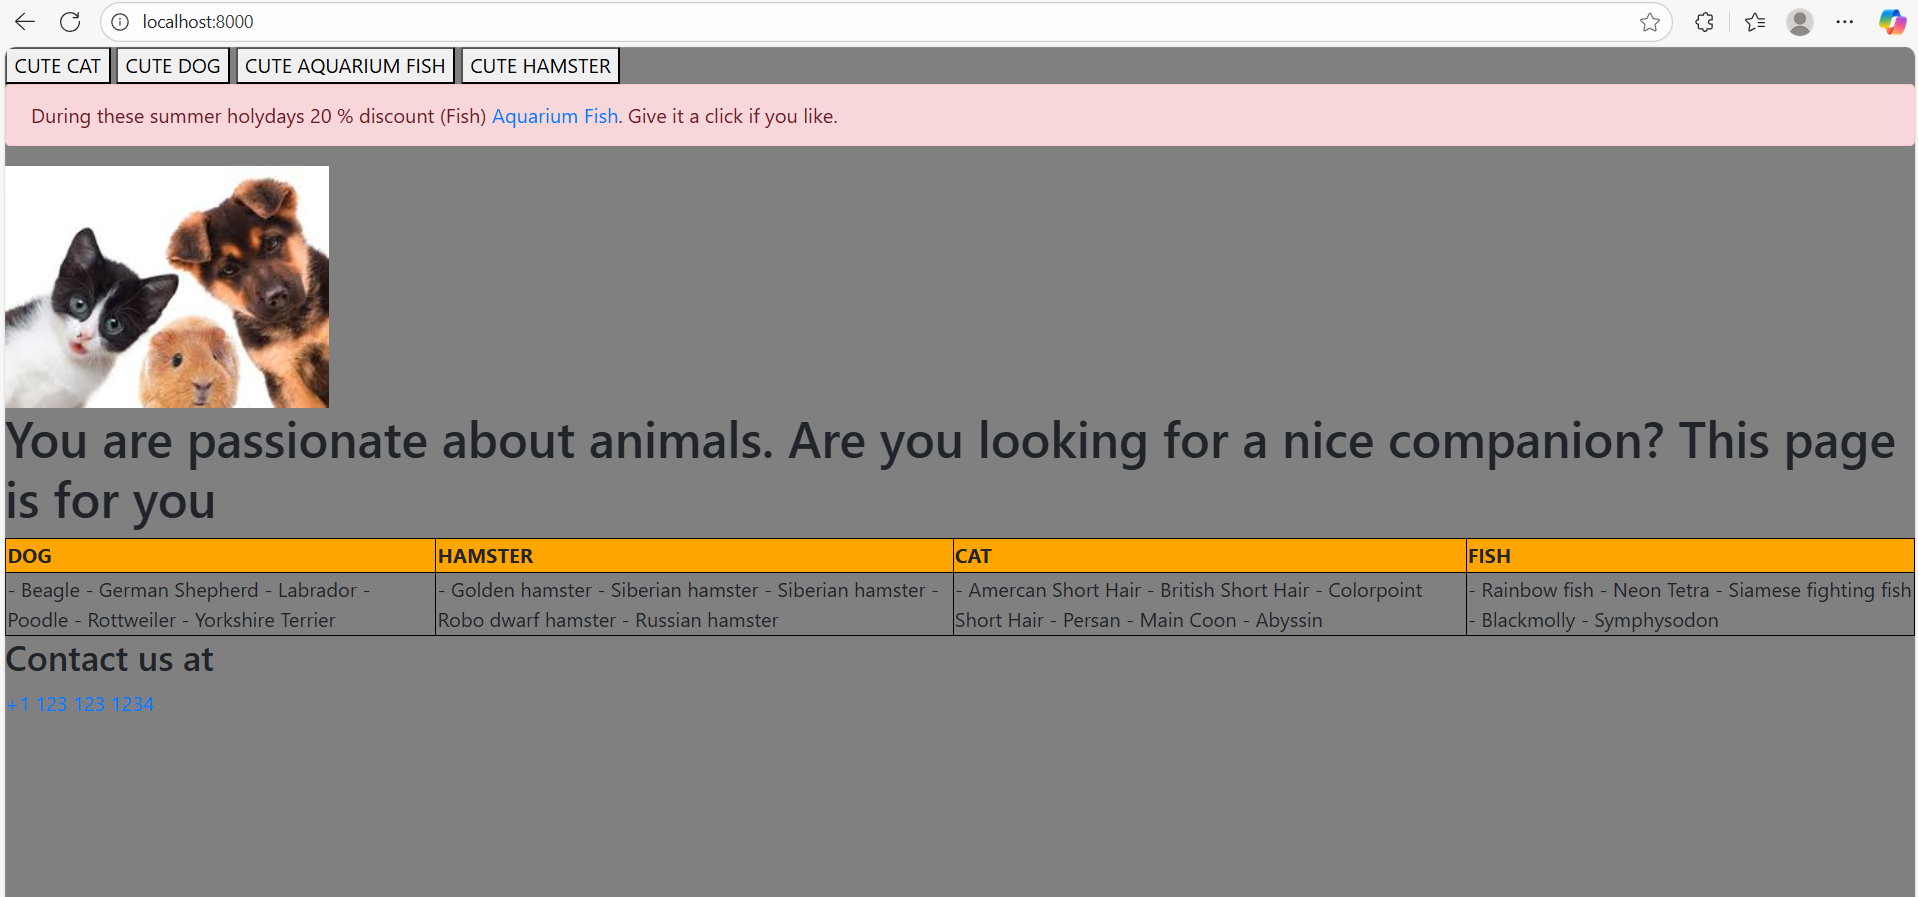 localhost:8000
CUTE CAT CUTE DOG CUTE AQUARIUM FISH CUTE HAMSTER
During these summer holydays 20 % discount (Fish) Aquarium Fish. Give it a click if you like.
You are passionate about animals. Are you looking for a nice companion? This page
is for you
DOG HAMSTER CAT FISH
- Beagle - German Shepherd - Labrador - - Golden hamster - Siberian hamster - Siberian hamster - - Amercan Short Hair - British Short Hair - Colorpoint - Rainbow fish - Neon Tetra - Siamese fighting fish
Poodle - Rottweiler - Yorkshire Terrier Robo dwarf hamster - Russian hamster Short Hair - Persan - Main Coon - Abyssin - Blackmolly - Symphysodon
Contact us at
+1 123 123 1234